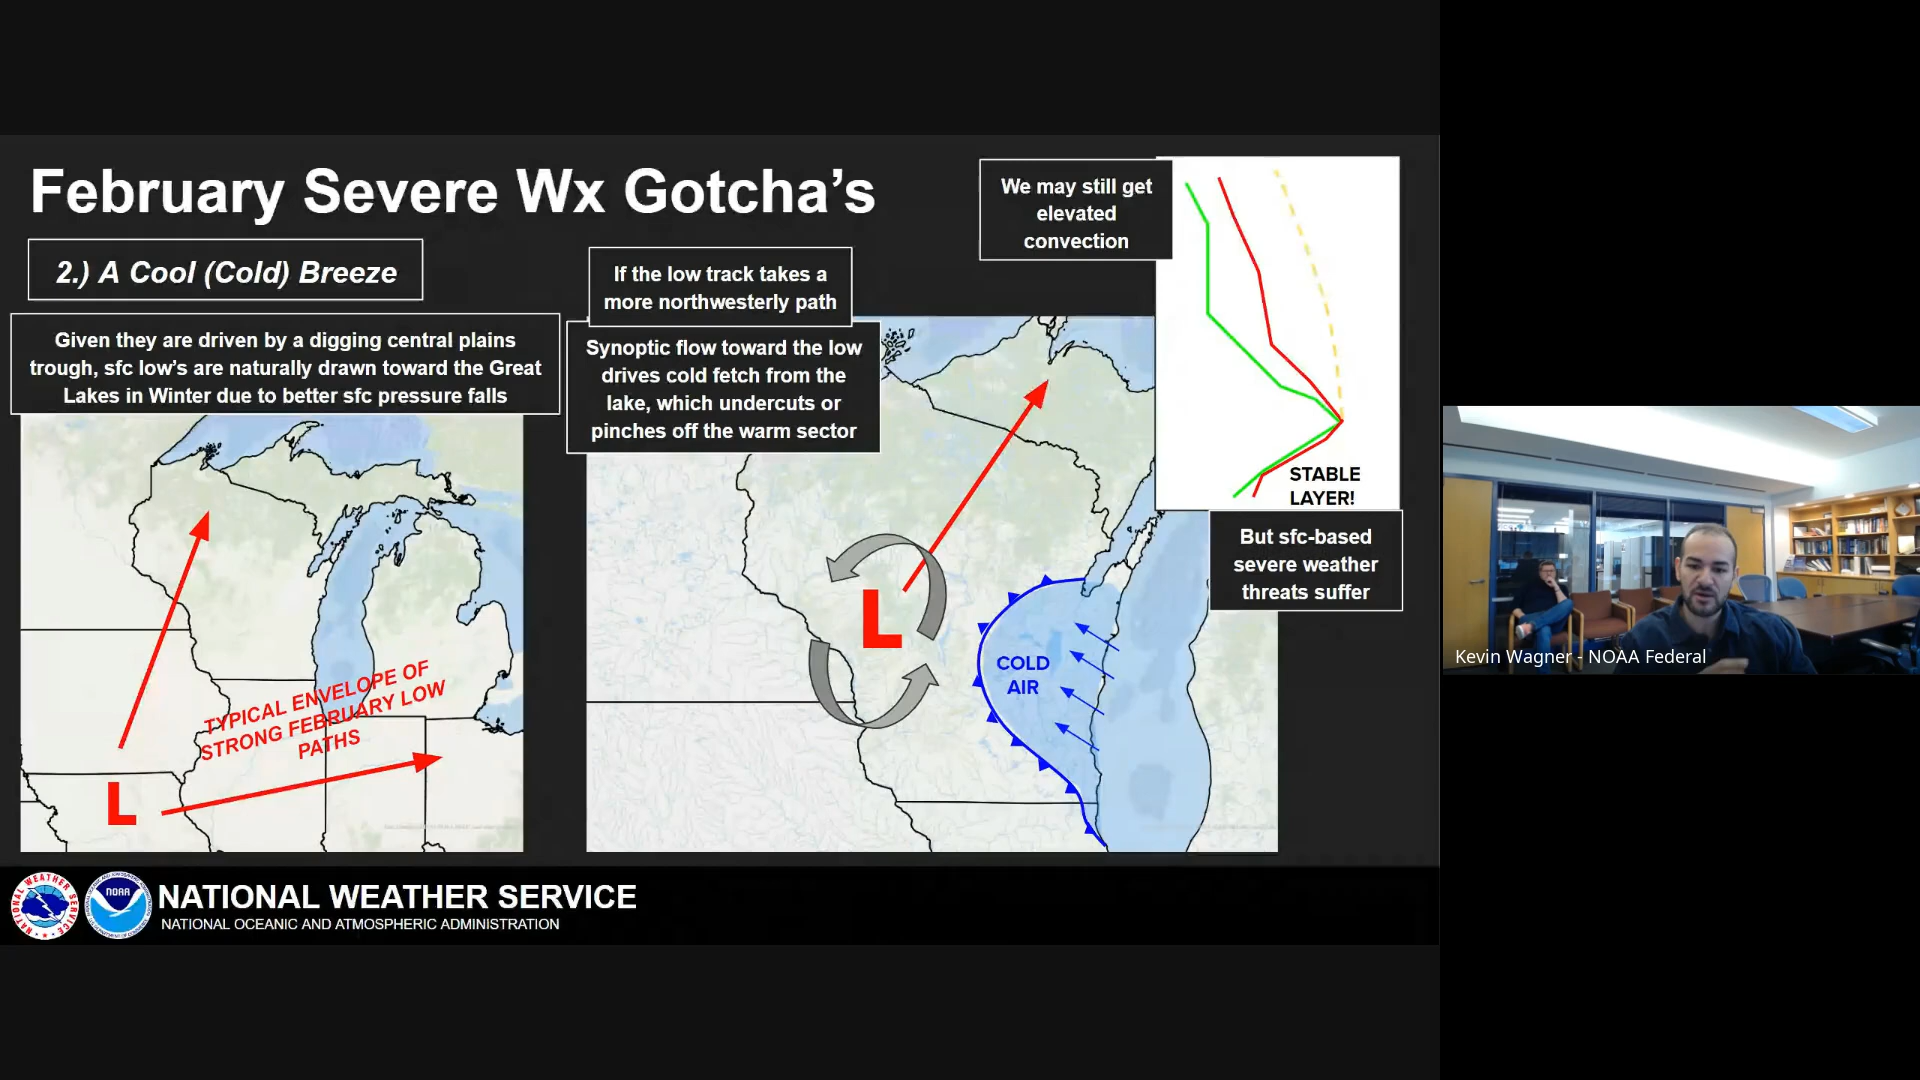 February Severe Wx Gotcha's
2.) A Cool (Cold) Breeze
Given they are driven by a digging central plains
trough, sfc low's are naturally drawn toward the Great
Lakes in Winter due to better sfc pressure falls
TYPICAL ENVELOPE OF
STRONG FEBRUARY LOW
PATHS
L
If the low track takes a
more northwesterly path
Synoptic flow toward the low
drives cold fetch from the
lake, which undercuts or
pinches off the warm sector
L
COLD
AIR
We may still get
elevated
convection
STABLE
LAYER!
But sfc-based
severe weather
threats suffer
Kevin Wagner - NOAA Federal
NATIONAL WEATHER SERVICE
NOAA
NATIONAL WEATHER SERVICE
NATIONAL OCEANIC AND ATMOSPHERIC ADMINISTRATION